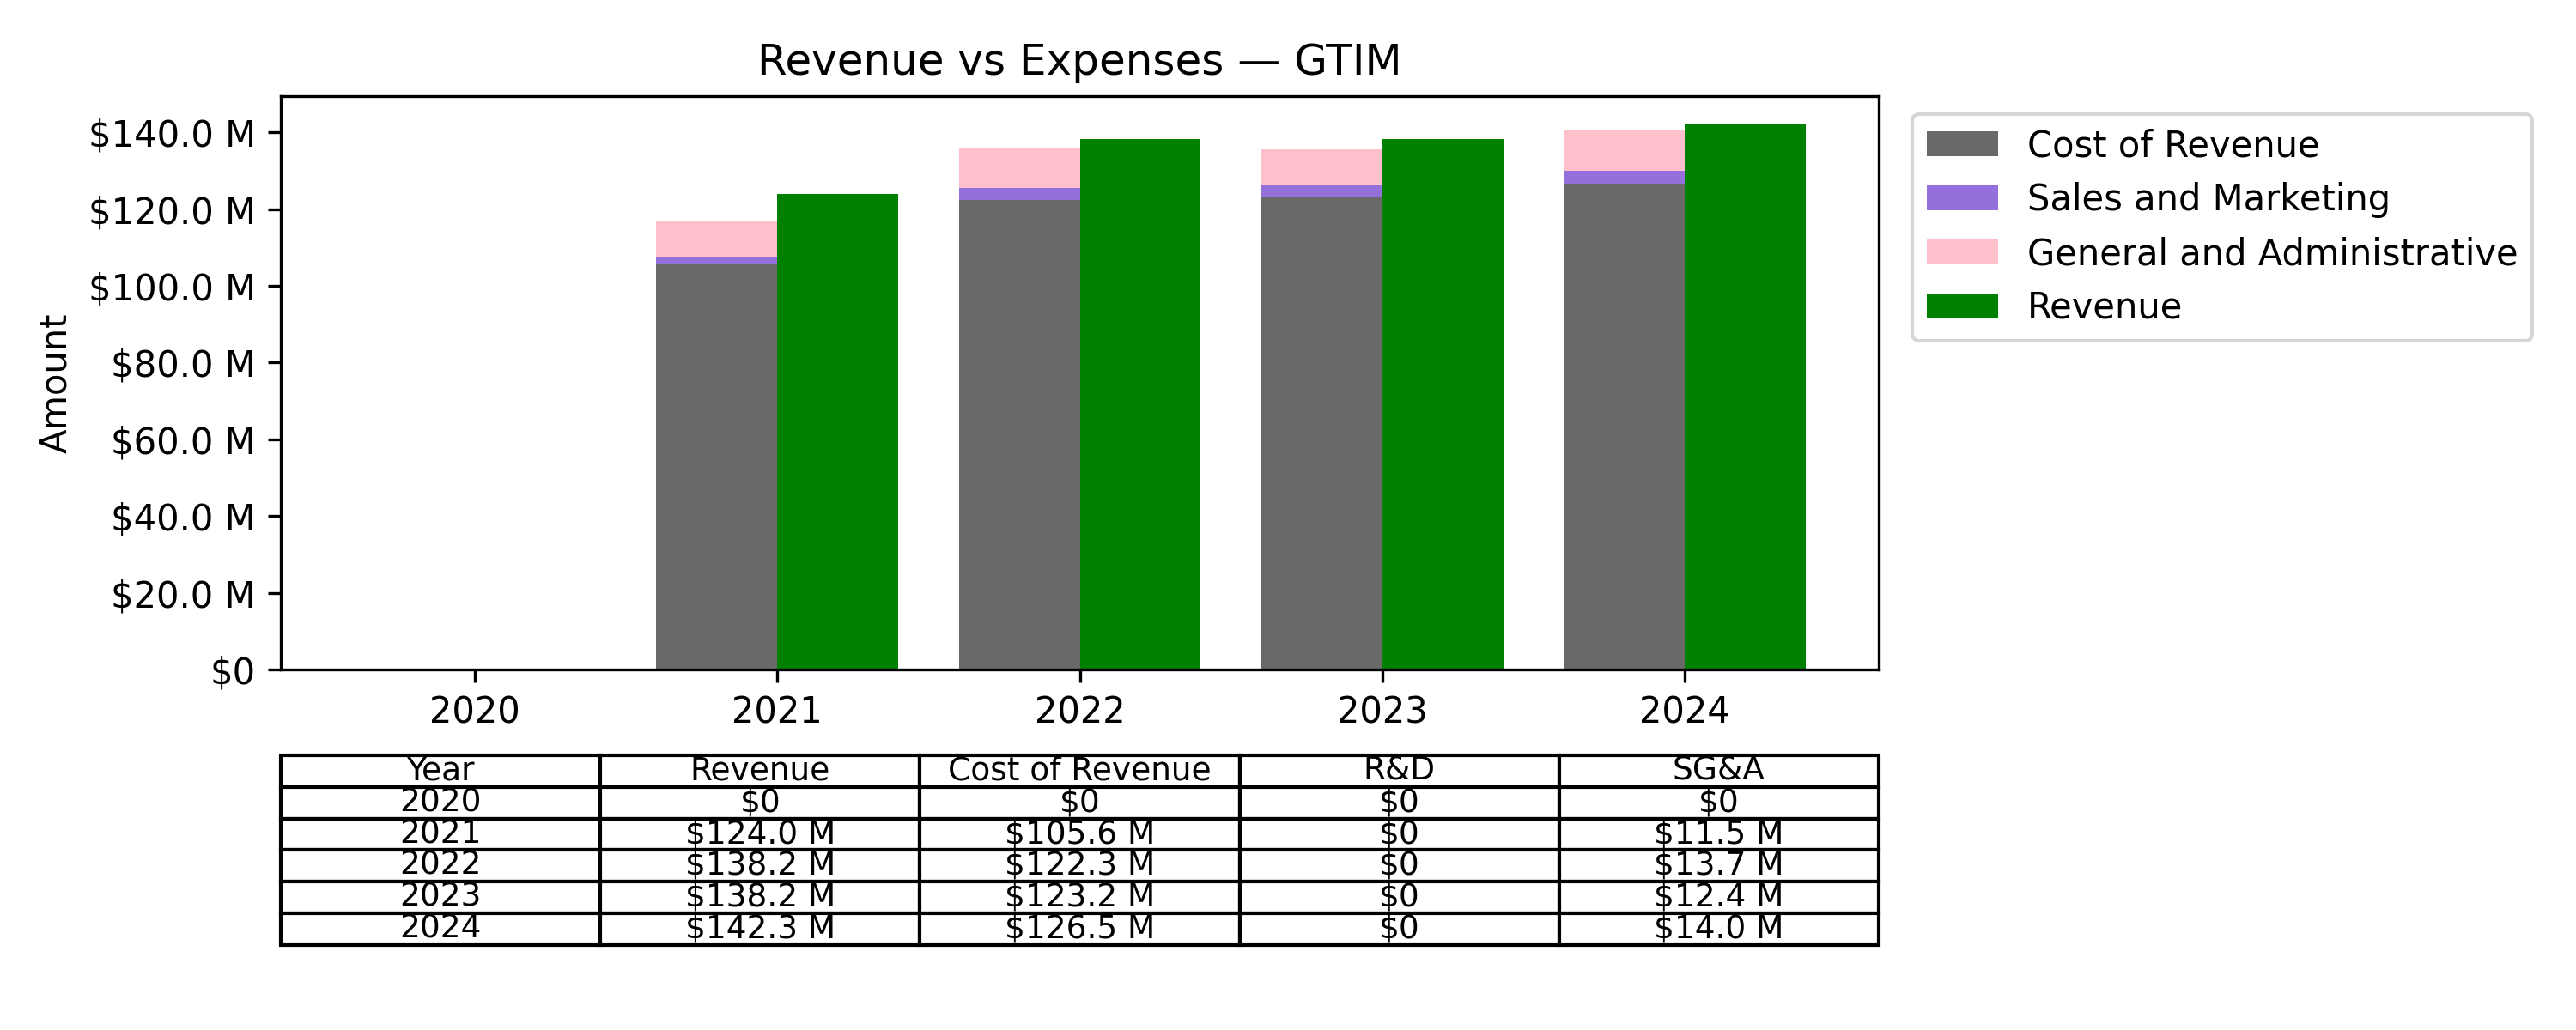 Revenue vs Expenses — GTIM
Amount
$140.0 M
$120.0 M
$100.0 M
$80.0 M
$60.0 M
$40.0 M
$20.0 M
$0
2020 2021 2022 2023 2024
Cost of Revenue
Sales and Marketing
General and Administrative
Revenue
Year Revenue Cost of Revenue R&D SG&A
2020 $0 $0 $0 $0
2021 $124.0 M $105.6 M $0 $11.5 M
2022 $138.2 M $122.3 M $0 $13.7 M
2023 $138.2 M $123.2 M $0 $12.4 M
2024 $142.3 M $126.5 M $0 $14.0 M